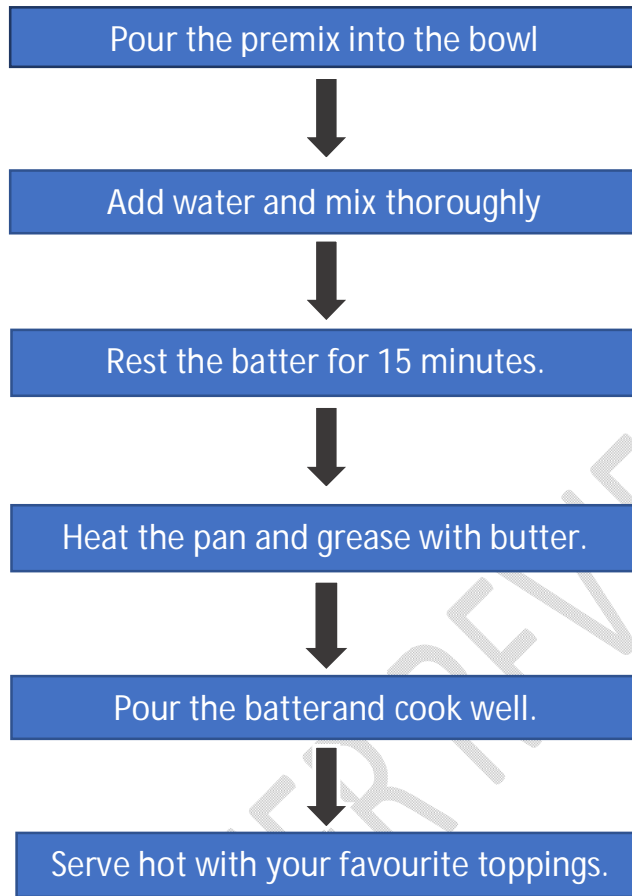 Pour the premix into the bowl
Add water and mix thoroughly
Rest the batter for 15 minutes.
Heat the pan and grease with butter.
Pour the batterand cook well.
Serve hot with your favourite toppings.